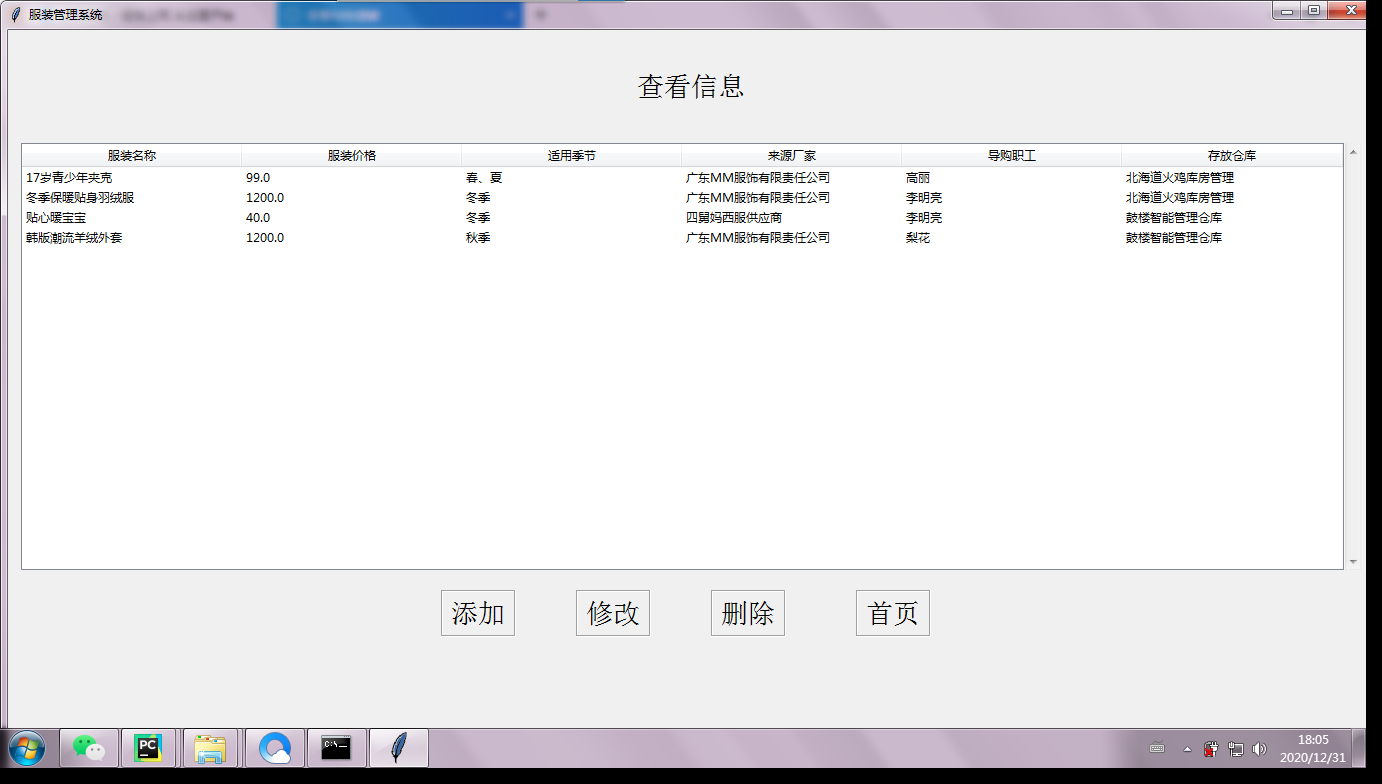 服装管理系统
查看信息
服装名称 服装价格 适用季节 来源厂家 导购职工 存放仓库
17岁青少年夹克 99.0 春、夏 广东MM服饰有限责任公司 高丽 北海道火鸡库房管理
冬季保暖贴身羽绒服 1200.0 冬季 广东MM服饰有限责任公司 李明亮 北海道火鸡库房管理
贴心暖宝宝 40.0 冬季 四舅妈西服供应商 李明亮 鼓楼智能管理仓库
韩版潮流羊绒外套 1200.0 秋季 广东MM服饰有限责任公司 梨花 鼓楼智能管理仓库
添加 修改 删除 首页
PC
C:\
18:05
2020/12/31